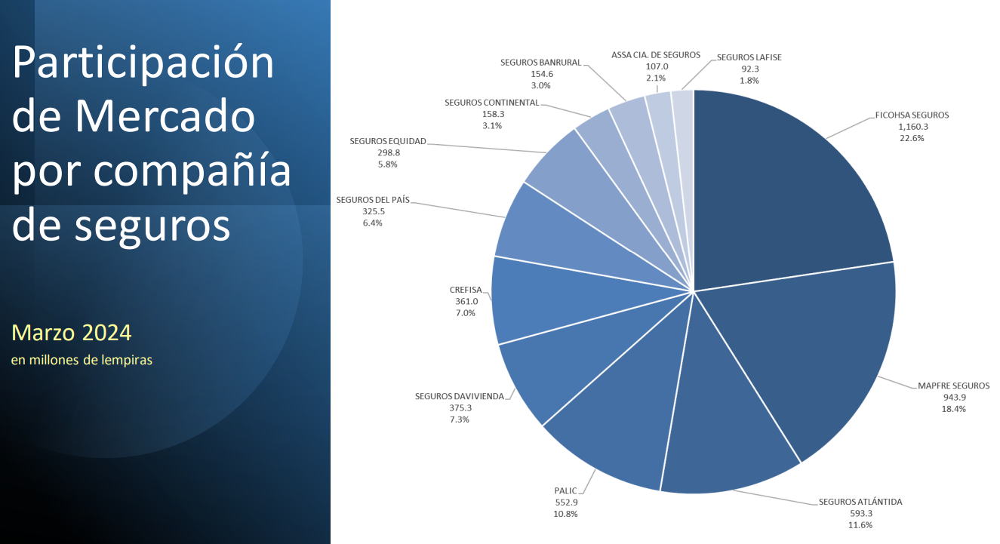 Participación
de Mercado
por compañía
de seguros
Marzo 2024
en millones de lempiras
ASSA CIA. DE SEGUROS
107.0
2.1%
SEGUROS LAFISE
92.3
1.8%
SEGUROS BANRURAL
154.6
3.0%
SEGUROS CONTINENTAL
158.3
3.1%
FICOHSA SEGUROS
1,160.3
22.6%
SEGUROS EQUIDAD
298.8
5.8%
SEGUROS DEL PAÍS
325.5
6.4%
CREFISA
361.0
7.0%
MAPFRE SEGUROS
943.9
18.4%
SEGUROS DAVIVIENDA
375.3
7.3%
PALIC
552.9
10.8%
SEGUROS ATLÁNTIDA
593.3
11.6%